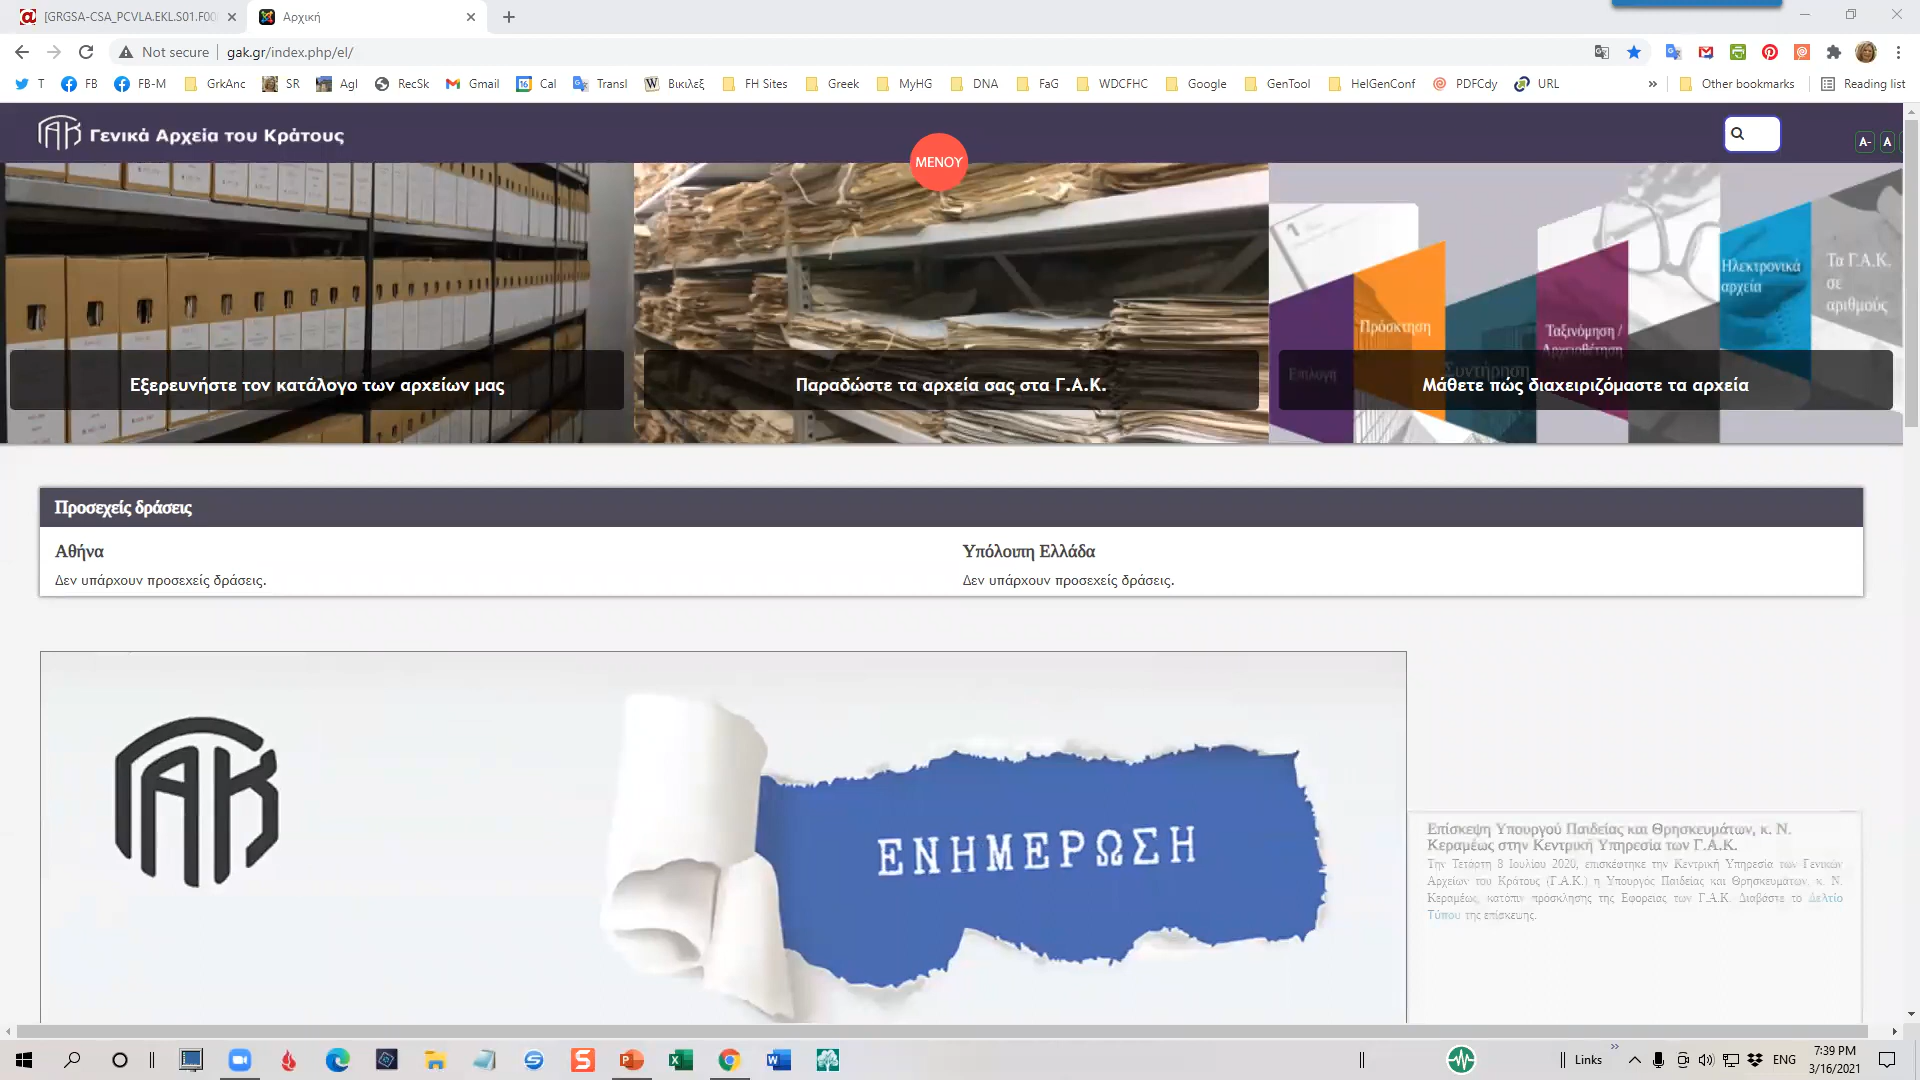 [GRGSA-CSA_PCVLA.EKL.S01.F00
Αρχική
Not secure
gak.gr/index.php/el/
T
FB
FB-M
GrkAnc
SR
Agl
RecSk
Gmail
Cal
Transl
Βικιλεξ
FH Sites
Greek
MyHG
DNA
FaG
WDCFHC
Google
GenTool
HelGenConf
PDFCdy
URL
»
Other bookmarks
Reading list
ΓΑΚ Γενικά Αρχεία του Κράτους
ΜΕΝΟΥ
A-
A
1
Επιλογή
Πρόσκτηση
Συντήρηση
Ταξινόμηση /
Αρχειοθέτηση
Ηλεκτρονικά
αρχεία
Τα Γ.Α.Κ.
σε
αριθμούς
Εξερευνήστε τον κατάλογο των αρχείων μας
Παραδώστε τα αρχεία σας στα Γ.Α.Κ.
Μάθετε πώς διαχειριζόμαστε τα αρχεία
Προσεχείς δράσεις
Αθήνα
Δεν υπάρχουν προσεχείς δράσεις.
Υπόλοιπη Ελλάδα
Δεν υπάρχουν προσεχείς δράσεις.
ΓΑΚ
ΕΝΗΜΕΡΩΣΗ
Επίσκεψη Υπουργού Παιδείας και Θρησκευμάτων, κ. Ν.
Κεραμέως στην Κεντρική Υπηρεσία των Γ.Α.Κ.
Την Τετάρτη 8 Ιουλίου 2020, επισκέφτηκε την Κεντρική Υπηρεσία των Γενικών
Αρχείων του Κράτους (Γ.Α.Κ.) η Υπουργός Παιδείας και Θρησκευμάτων, κ. Ν.
Κεραμέως, κατόπιν πρόσκλησης της Εφορείας των Γ.Α.Κ. Διαβάστε το Δελτίο
Τύπου της επίσκεψης.
Links
»
ENG
7:39 PM
3/16/2021